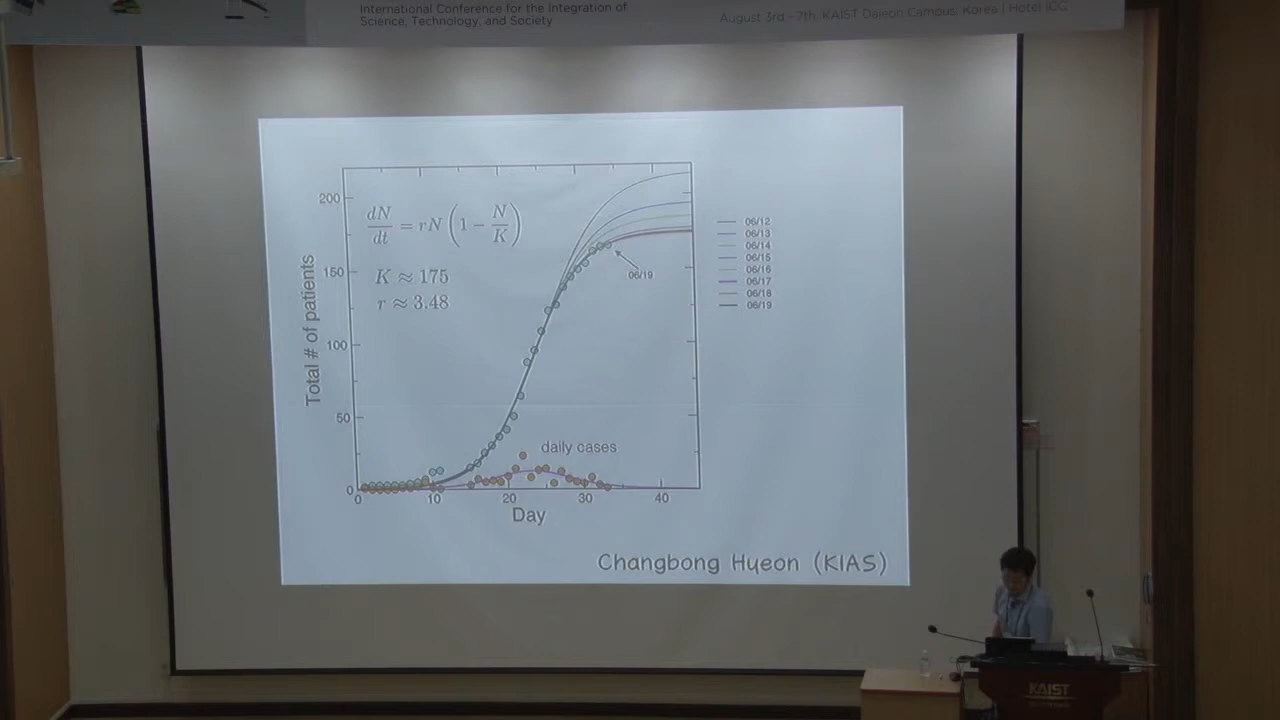 International Conference for the Integration of
Science, Technology, and Society
August 3rd - 7th, KAIST Daejeon Campus, Korea | Hotel ICC
dN/dt = rN(1 − N/K)
K ≈ 175
r ≈ 3.48
Total # of patients
200
150
100
50
0
0 10 20 30 40
Day
daily cases
06/19
06/12
06/13
06/14
06/15
06/16
06/17
06/18
06/19
Changbong Hyeon (KIAS)
KAIST